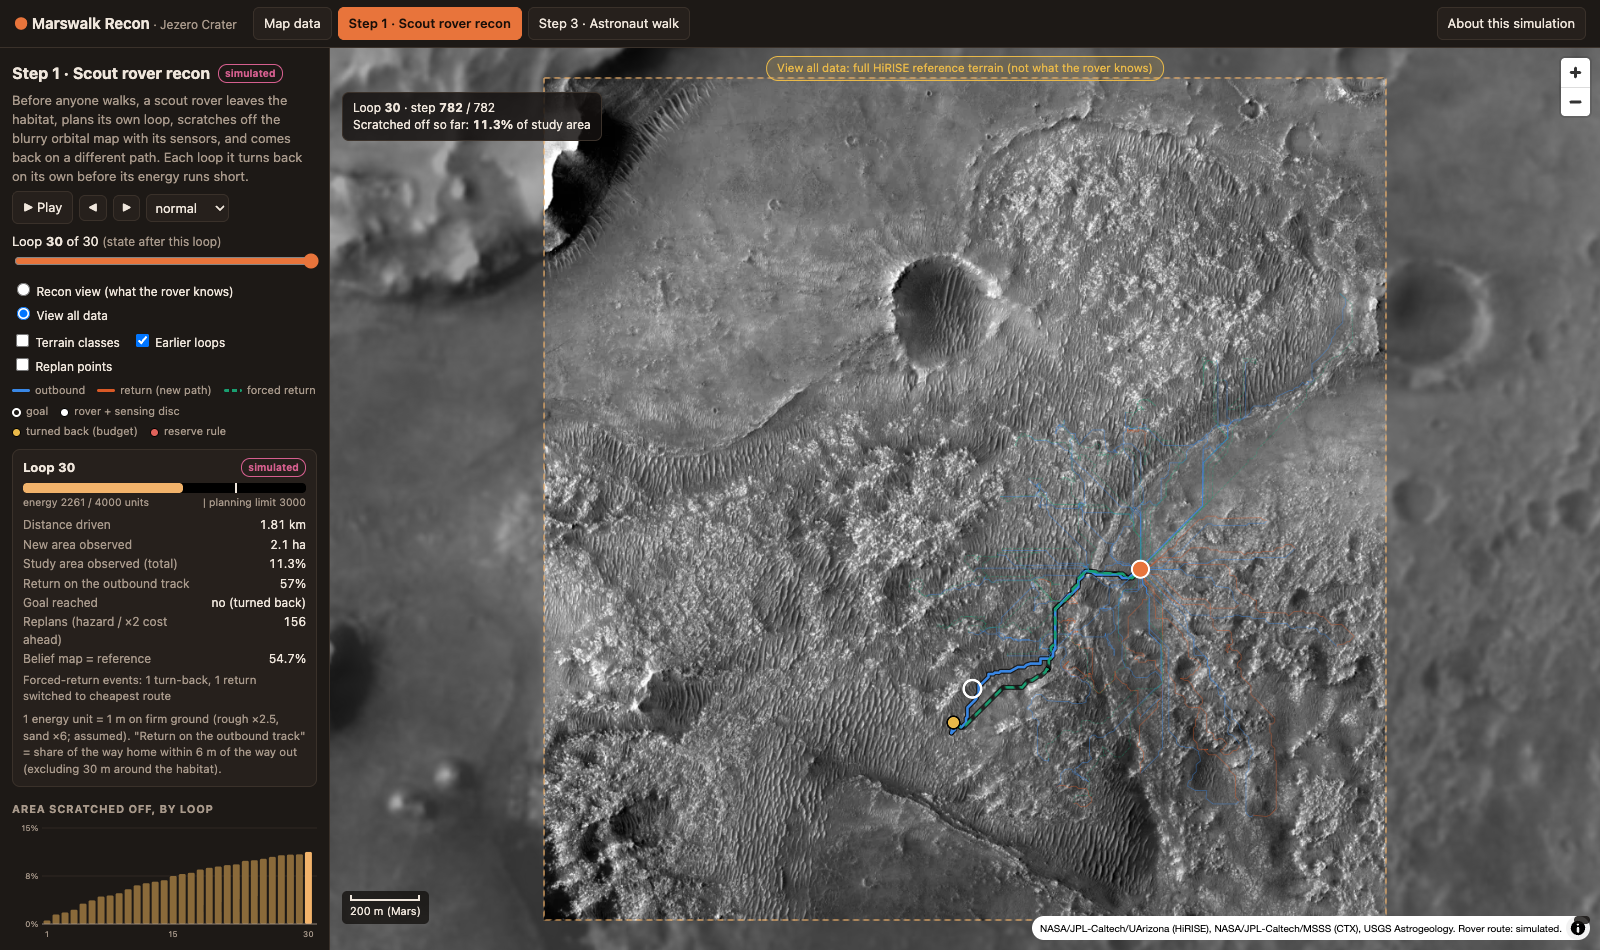 Marswalk Recon · Jezero Crater
Map data
Step 1 · Scout rover recon
Step 3 · Astronaut walk
About this simulation
Step 1 · Scout rover recon
simulated
Before anyone walks, a scout rover leaves the
habitat, plans its own loop, scratches off the
blurry orbital map with its sensors, and comes
back on a different path. Each loop it turns back
on its own before its energy runs short.
Play
normal
Loop 30 of 30 (state after this loop)
Recon view (what the rover knows)
View all data
Terrain classes
Earlier loops
Replan points
outbound
return (new path)
forced return
goal
rover + sensing disc
turned back (budget)
reserve rule
Loop 30
simulated
energy 2261 / 4000 units
| planning limit 3000
Distance driven 1.81 km
New area observed 2.1 ha
Study area observed (total) 11.3%
Return on the outbound track 57%
Goal reached no (turned back)
Replans (hazard / ×2 cost 156
ahead)
Belief map = reference 54.7%
Forced-return events: 1 turn-back, 1 return
switched to cheapest route
1 energy unit = 1 m on firm ground (rough ×2.5,
sand ×6; assumed). "Return on the outbound track"
= share of the way home within 6 m of the way out
(excluding 30 m around the habitat).
AREA SCRATCHED OFF, BY LOOP
15%
8%
0%
1 15 30
View all data: full HiRISE reference terrain (not what the rover knows)
Loop 30 · step 782 / 782
Scratched off so far: 11.3% of study area
+
−
200 m (Mars)
NASA/JPL-Caltech/UArizona (HiRISE), NASA/JPL-Caltech/MSSS (CTX), USGS Astrogeology. Rover route: simulated.